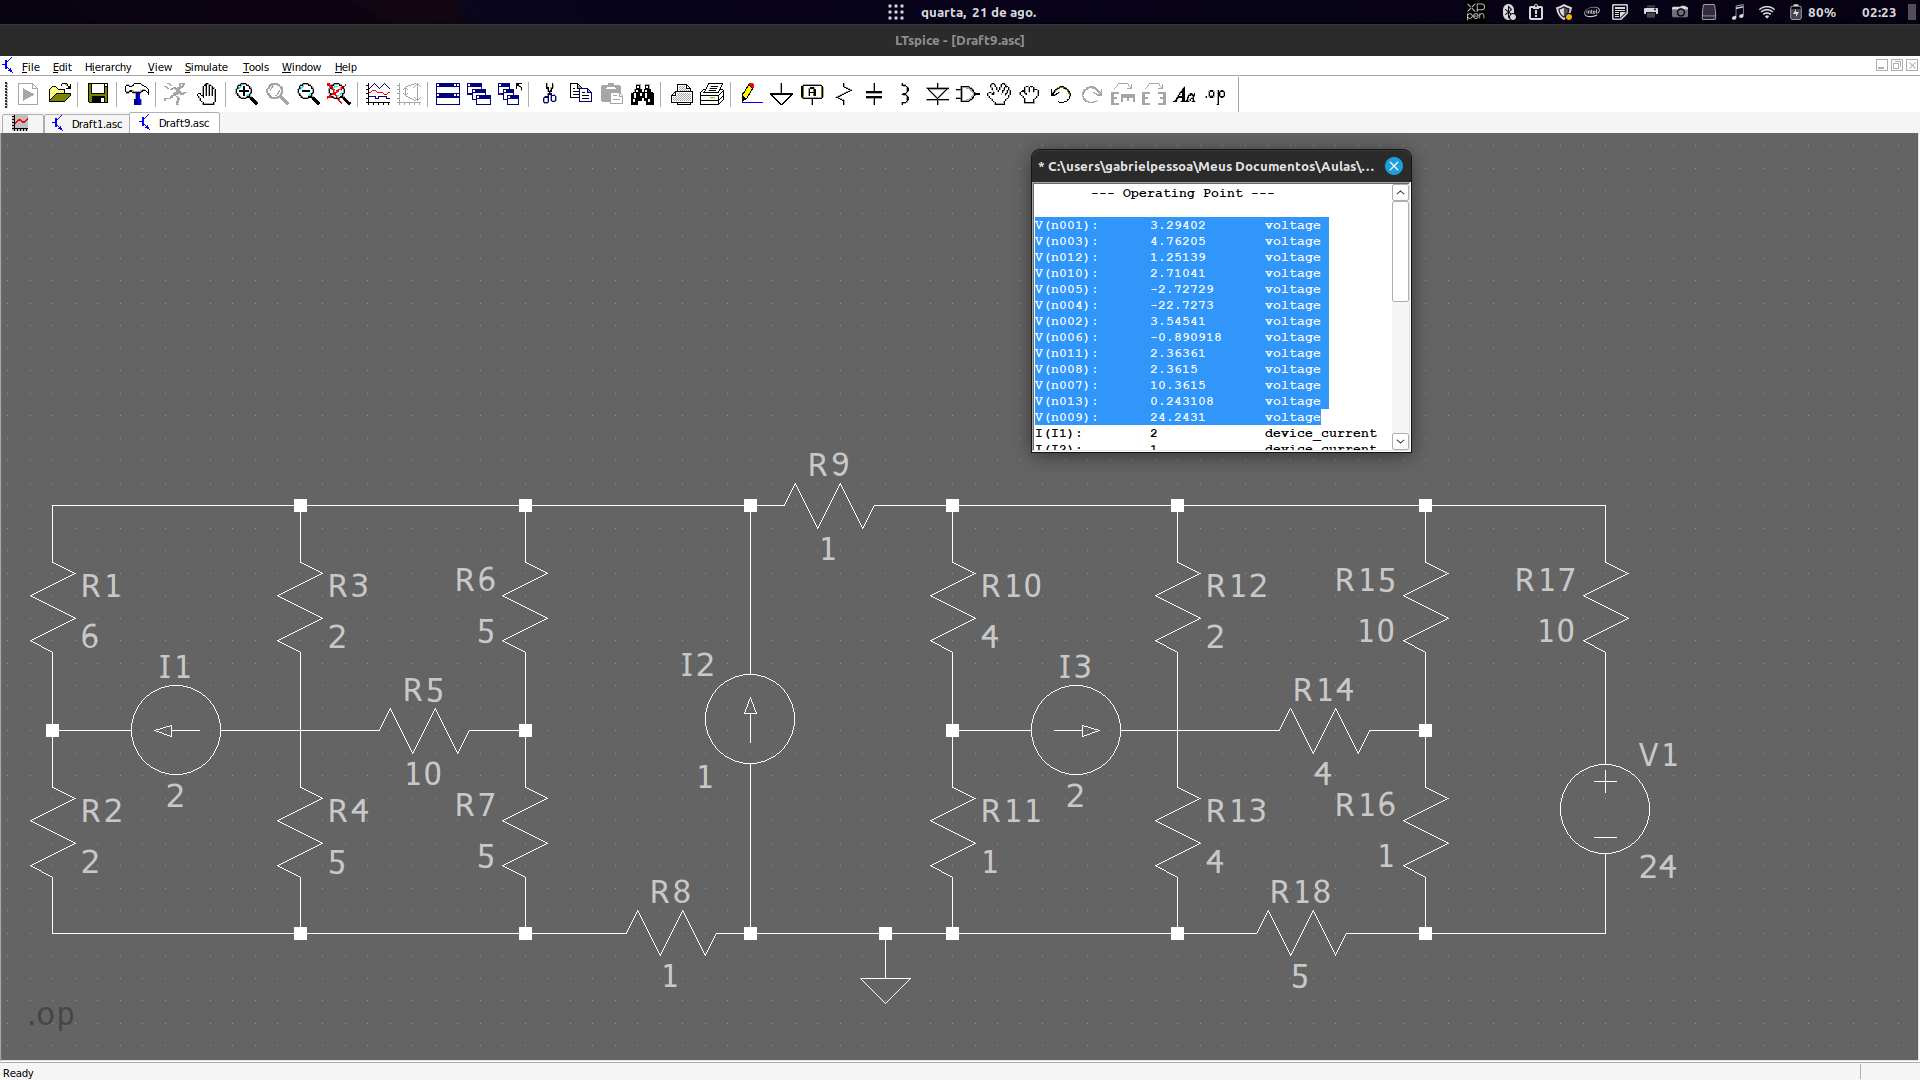 quarta, 21 de ago.
XP
pen
80%
02:23
LTspice - [Draft9.asc]
File Edit Hierarchy View Simulate Tools Window Help
Aa .op
Draft1.asc Draft9.asc
* C:\users\gabrielpessoa\Meus Documentos\Aulas\...
--- Operating Point ---
V(n001): 3.29402 voltage
V(n003): 4.76205 voltage
V(n012): 1.25139 voltage
V(n010): 2.71041 voltage
V(n005): -2.72729 voltage
V(n004): -22.7273 voltage
V(n002): 3.54541 voltage
V(n006): -0.890918 voltage
V(n011): 2.36361 voltage
V(n008): 2.3615 voltage
V(n007): 10.3615 voltage
V(n013): 0.243108 voltage
V(n009): 24.2431 voltage
I(I1): 2 device_current
I(I2): 1 device_current
R9
1
R1
6
R3
2
R6
5
R10
4
R12
2
R15
10
R17
10
I1
2
R5
10
I2
1
I3
2
R14
4
V1
24
R2
2
R4
5
R7
5
R11
1
R13
4
R16
1
R8
1
R18
5
.op
Ready